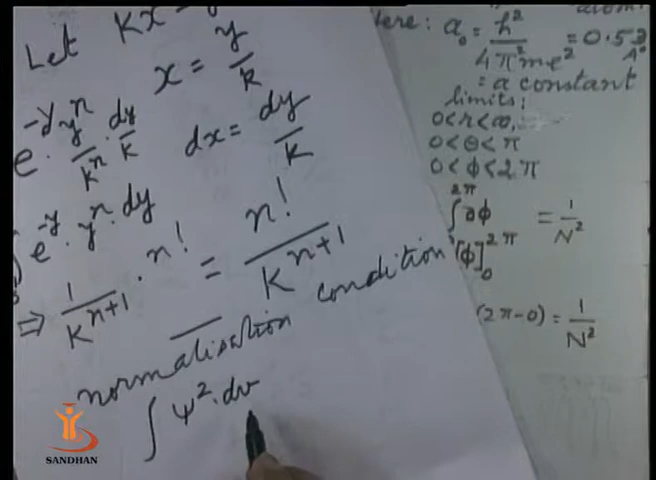 Let Kx =
x = y/k
e^-y · y^n/k^n · dy/k
dx = dy/k
e^-y · y^n · dy
⇒ 1/K^(n+1) · n! = n!/K^(n+1)
normalisation condition
∫ ψ² · dv
SANDHAN
a₀ = h²/4π²me² = 0.53 A°
= a constant
limits:
0<r<∞,
0<θ<π
0<ϕ<2π
∫^2π ∂ϕ = 1/N²
[ϕ]₀^2π
(2π-0) = 1/N²